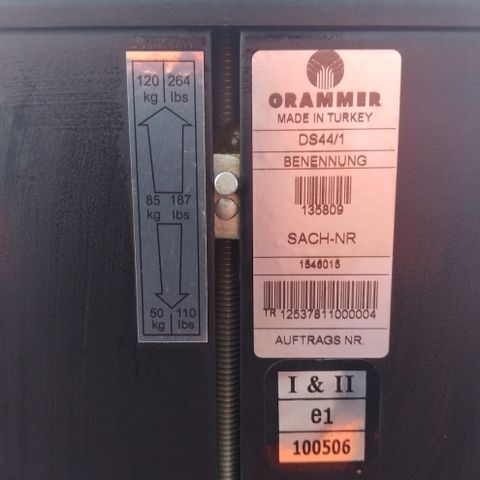 120 264
kg lbs
85 187
kg lbs
50 110
kg lbs
GRAMMER
MADE IN TURKEY
DS44/1
BENENNUNG
135809
SACH-NR
1546015
TR 12537811000004
AUFTRAGS NR.
I & II
e1
100506